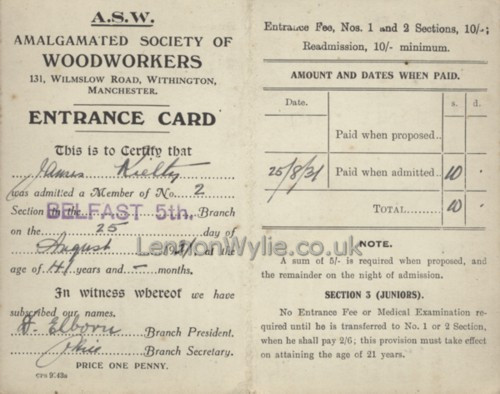 A.S.W.
AMALGAMATED SOCIETY OF
WOODWORKERS
131, WILMSLOW ROAD, WITHINGTON,
MANCHESTER.
ENTRANCE CARD
This is to Certify that
James Kielty
was admitted a Member of No. 2
Section in the BELFAST 5th. Branch
on the 25 day of
August at the
age of 41 years and — months.
In witness whereof we have
subscribed our names.
Elborn Branch President.
Branch Secretary.
PRICE ONE PENNY.
Entrance Fee, Nos. 1 and 2 Sections, 10/-;
Readmission, 10/- minimum.
AMOUNT AND DATES WHEN PAID.
Date. s. d.
Paid when proposed..
25/8/21 Paid when admitted.. 10 .
TOTAL......... 10 .
NOTE.
A sum of 5/- is required when proposed, and
the remainder on the night of admission.
SECTION 3 (JUNIORS).
No Entrance Fee or Medical Examination re-
quired until he is transferred to No. 1 or 2 Section,
when he shall pay 2/6; this provision must take effect
on attaining the age of 21 years.
LennonWylie.co.uk